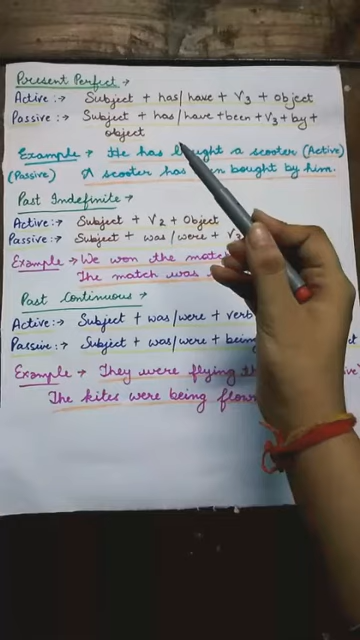 Present Perfect :→
Active :→ Subject + has/have + V3 + object
Passive :→ Subject + has/have + been + V3 + by +
object
Example → He has bought a scooter (Active)
(Passive) A scooter has bought by him.
Past Indefinite :→
Active :→ Subject + V2 + Object
Passive :→ Subject + was/were +
Example :→ We won the match
The match was
Past Continuous :→
Active :→ Subject + was/were + verb
Passive :→ Subject + was/were + being
Example → They were flying
The kites were being flown